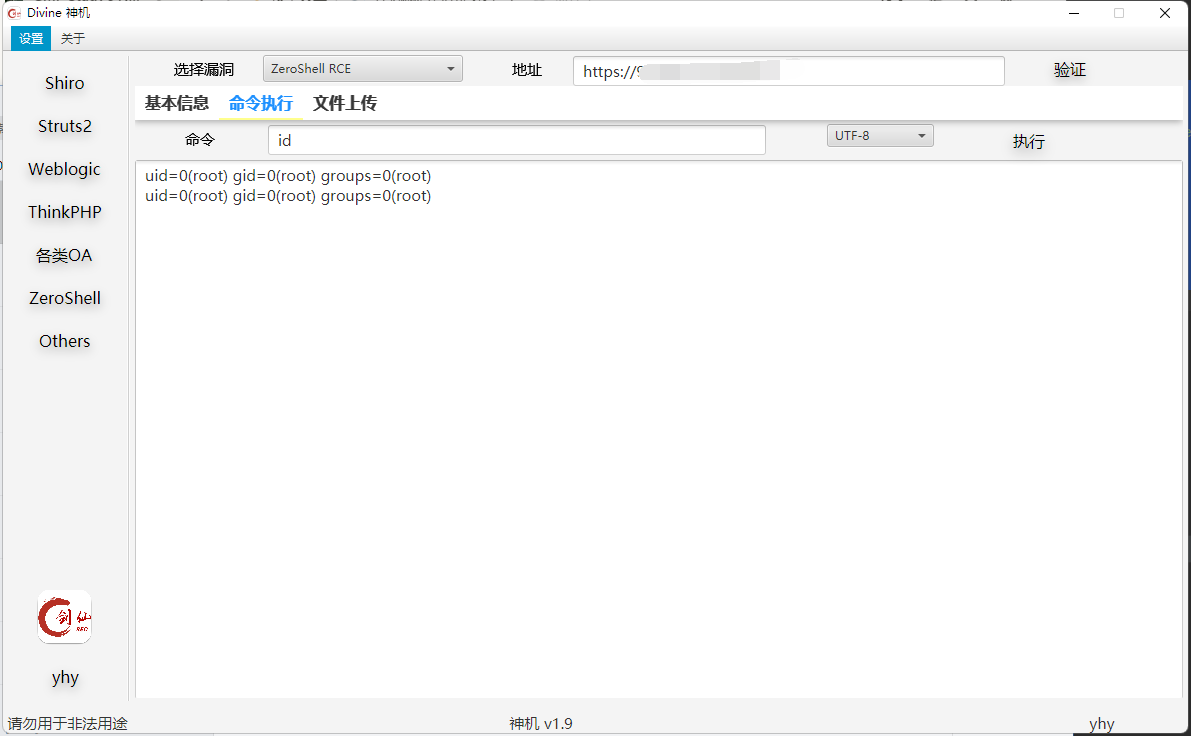 Divine 神机
设置 关于
选择漏洞 ZeroShell RCE 地址 https://9 验证
基本信息 命令执行 文件上传
命令 id UTF-8 执行
uid=0(root) gid=0(root) groups=0(root)
uid=0(root) gid=0(root) groups=0(root)
Shiro
Struts2
Weblogic
ThinkPHP
各类OA
ZeroShell
Others
剑仙
SEC
yhy
请勿用于非法用途 神机 v1.9 yhy